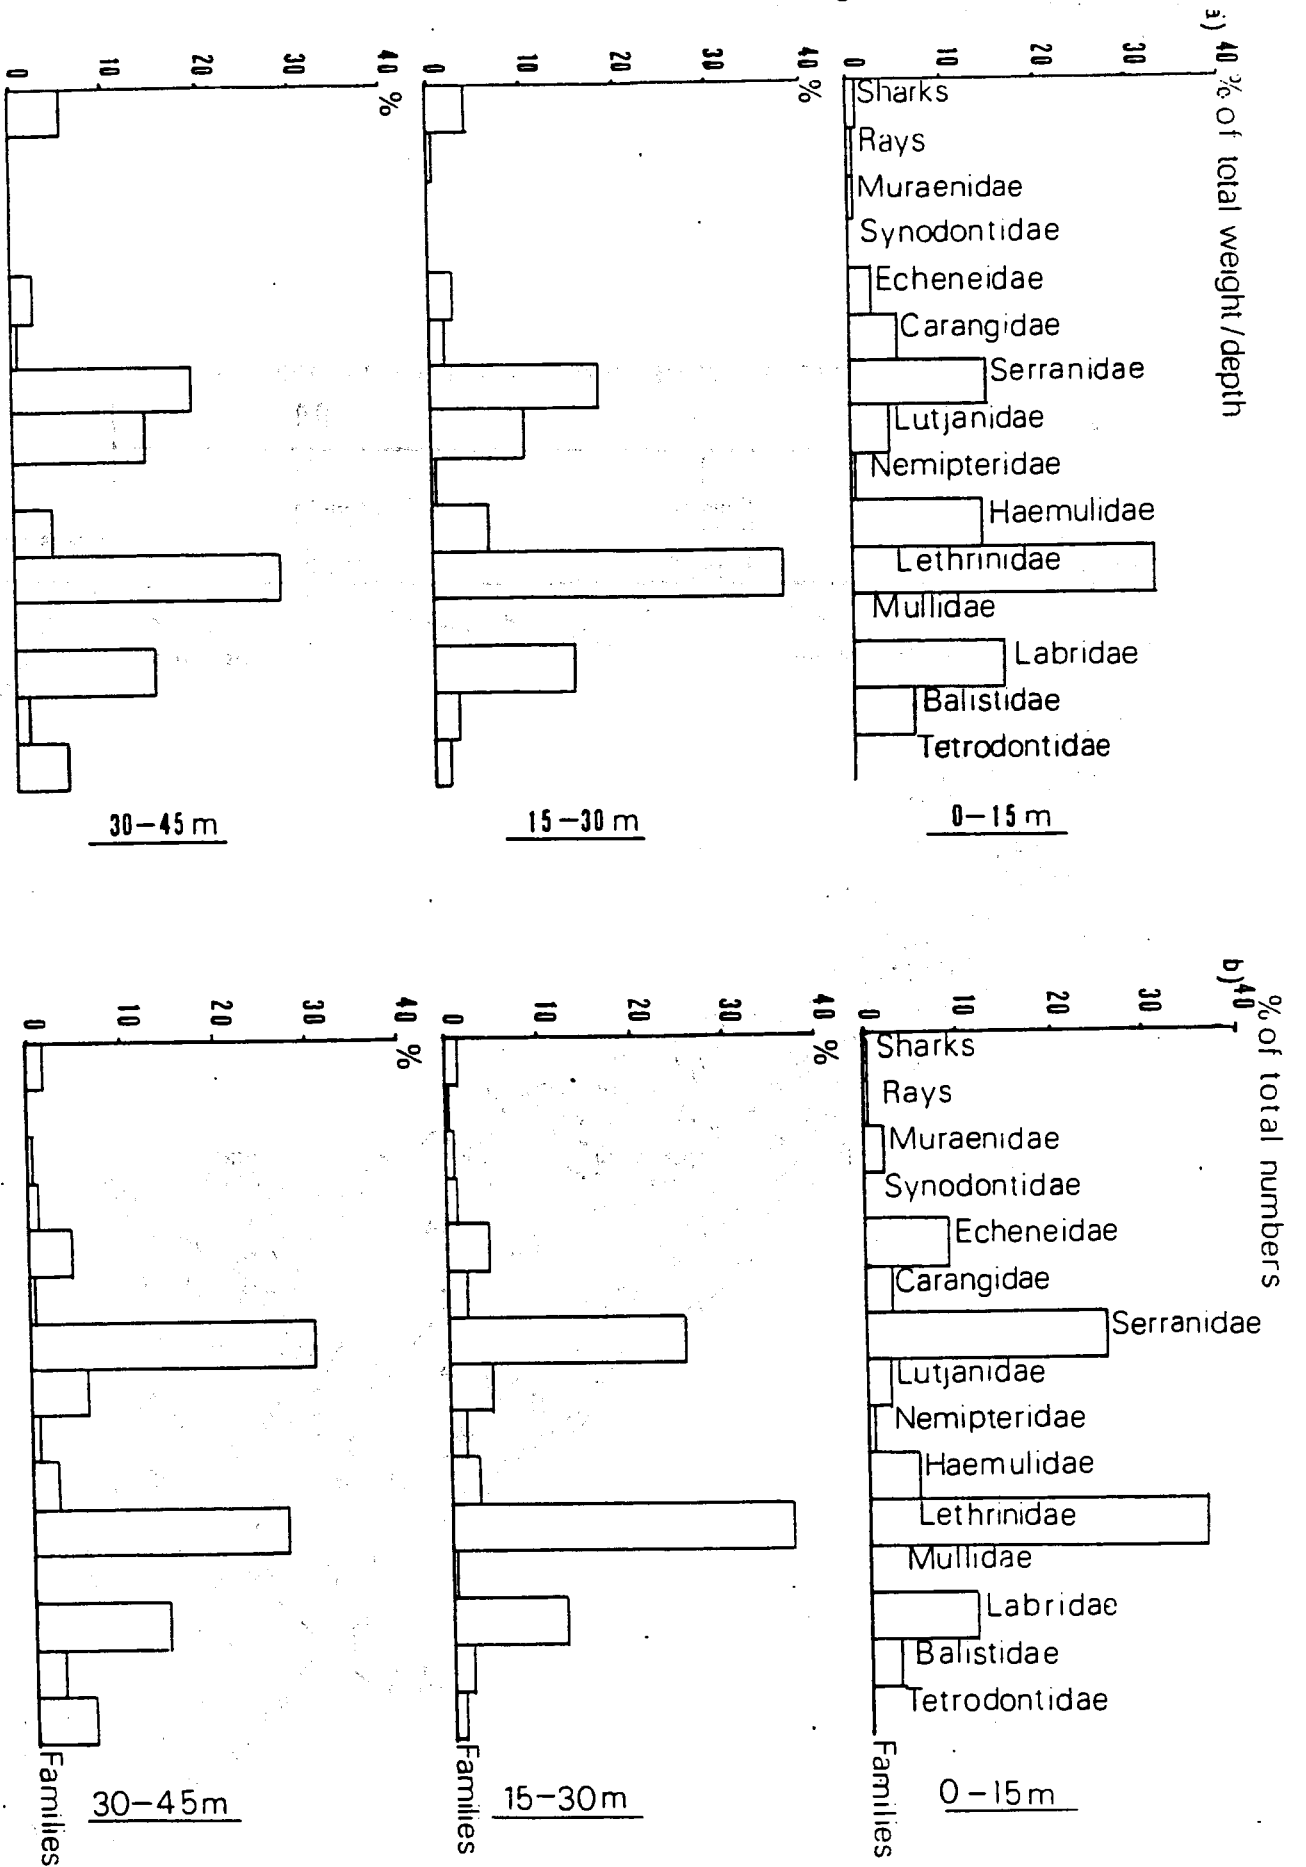 a)
40 % of total weight/depth
30
20
10
0
Sharks
Rays
Muraenidae
Synodontidae
Echeneidae
Carangidae
Serranidae
Lutjanidae
Nemipteridae
Haemulidae
Lethrinidae
Mullidae
Labridae
Balistidae
Tetrodontidae
0-15 m
40 %
30
20
10
0
15-30 m
40 %
30
20
10
0
30-45 m
b)
40
% of total numbers
30
20
10
0
Sharks
Rays
Muraenidae
Synodontidae
Echeneidae
Carangidae
Serranidae
Lutjanidae
Nemipteridae
Haemulidae
Lethrinidae
Mullidae
Labridae
Balistidae
Tetrodontidae
Families
0-15 m
40 %
30
20
10
0
Families
15-30 m
40 %
30
20
10
0
Families
30-45 m